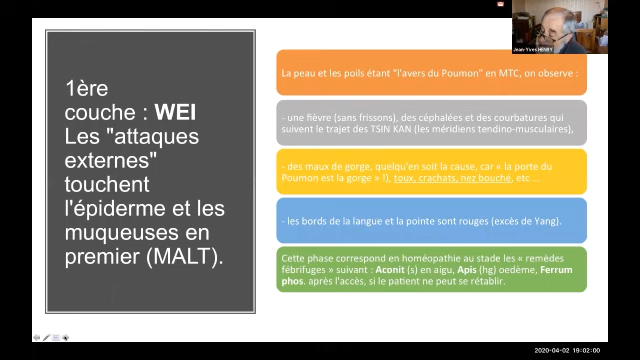 Jean-Yves HENRY
1ère
couche : WEI
Les "attaques
externes"
touchent
l'épiderme et les
muqueuses en
premier (MALT).
La peau et les poils étant "l'avers du Poumon" en MTC, on observe :
- une fièvre (sans frissons), des céphalées et des courbatures qui
suivent le trajet des TSIN KAN (les méridiens tendino-musculaires),
- des maux de gorge, quelqu'en soit la cause, car « la porte du
Poumon est la gorge » !), toux, crachats, nez bouché, etc ...
- les bords de la langue et la pointe sont rouges (excès de Yang).
Cette phase correspond en homéopathie au stade les « remèdes
fébrifuges » suivant : Aconit (s) en aigu, Apis (hg) oedème, Ferrum
phos. après l'accès, si le patient ne peut se rétablir.
2020-04-02 19:02:00